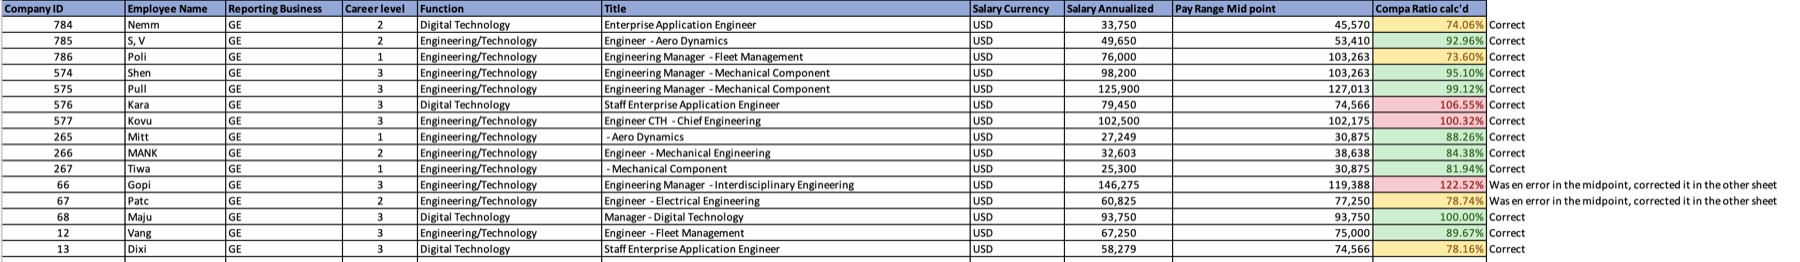 Company ID Employee Name Reporting Business Career level Function Title Salary Currency Salary Annualized Pay Range Mid point Compa Ratio calc'd
784 Nemm GE 2 Digital Technology Enterprise Application Engineer USD 33,750 45,570 74.06% Correct
785 S, V GE 2 Engineering/Technology Engineer - Aero Dynamics USD 49,650 53,410 92.96% Correct
786 Poli GE 1 Engineering/Technology Engineering Manager - Fleet Management USD 76,000 103,263 73.60% Correct
574 Shen GE 3 Engineering/Technology Engineering Manager - Mechanical Component USD 98,200 103,263 95.10% Correct
575 Pull GE 3 Engineering/Technology Engineering Manager - Mechanical Component USD 125,900 127,013 99.12% Correct
576 Kara GE 3 Digital Technology Staff Enterprise Application Engineer USD 79,450 74,566 106.55% Correct
577 Kovu GE 3 Engineering/Technology Engineer CTH - Chief Engineering USD 102,500 102,175 100.32% Correct
265 Mitt GE 1 Engineering/Technology - Aero Dynamics USD 27,249 30,875 88.26% Correct
266 MANK GE 2 Engineering/Technology Engineer - Mechanical Engineering USD 32,603 38,638 84.38% Correct
267 Tiwa GE 1 Engineering/Technology - Mechanical Component USD 25,300 30,875 81.94% Correct
66 Gopi GE 3 Engineering/Technology Engineering Manager - Interdisciplinary Engineering USD 146,275 119,388 122.52% Was en error in the midpoint, corrected it in the other sheet
67 Patc GE 2 Engineering/Technology Engineer - Electrical Engineering USD 60,825 77,250 78.74% Was en error in the midpoint, corrected it in the other sheet
68 Maju GE 3 Digital Technology Manager - Digital Technology USD 93,750 93,750 100.00% Correct
12 Vang GE 3 Engineering/Technology Engineer - Fleet Management USD 67,250 75,000 89.67% Correct
13 Dixi GE 3 Digital Technology Staff Enterprise Application Engineer USD 58,279 74,566 78.16% Correct